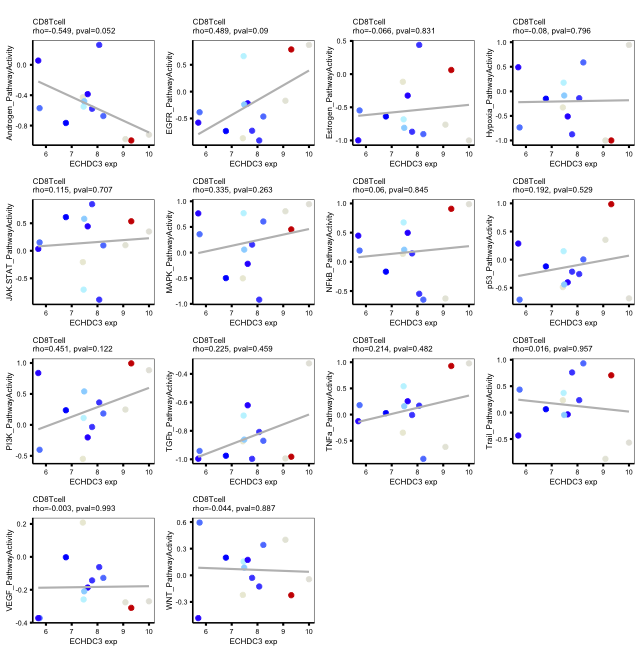 CD8Tcell
rho=-0.549, pval=0.052
Androgen_PathwayActivity
0.0
-0.4
-0.8
6 7 8 9 10
ECHDC3 exp
CD8Tcell
rho=0.489, pval=0.09
EGFR_PathwayActivity
0.5
0.0
-0.5
6 7 8 9 10
ECHDC3 exp
CD8Tcell
rho=-0.066, pval=0.831
Estrogen_PathwayActivity
0.5
0.0
-0.5
-1.0
6 7 8 9 10
ECHDC3 exp
CD8Tcell
rho=-0.08, pval=0.796
Hypoxia_PathwayActivity
1.0
0.5
0.0
-0.5
-1.0
6 7 8 9 10
ECHDC3 exp
CD8Tcell
rho=0.115, pval=0.707
JAK.STAT_PathwayActivity
0.5
0.0
-0.5
6 7 8 9 10
ECHDC3 exp
CD8Tcell
rho=0.335, pval=0.263
MAPK_PathwayActivity
1.0
0.5
0.0
-0.5
-1.0
6 7 8 9 10
ECHDC3 exp
CD8Tcell
rho=0.06, pval=0.845
NFkB_PathwayActivity
1.0
0.5
0.0
-0.5
6 7 8 9 10
ECHDC3 exp
CD8Tcell
rho=0.192, pval=0.529
p53_PathwayActivity
1.0
0.5
0.0
-0.5
6 7 8 9 10
ECHDC3 exp
CD8Tcell
rho=0.451, pval=0.122
PI3K_PathwayActivity
1.0
0.5
0.0
-0.5
6 7 8 9 10
ECHDC3 exp
CD8Tcell
rho=0.225, pval=0.459
TGFb_PathwayActivity
-0.4
-0.6
-0.8
-1.0
6 7 8 9 10
ECHDC3 exp
CD8Tcell
rho=0.214, pval=0.482
TNFa_PathwayActivity
1.0
0.5
0.0
-0.5
6 7 8 9 10
ECHDC3 exp
CD8Tcell
rho=0.016, pval=0.957
Trail_PathwayActivity
1.0
0.5
0.0
-0.5
6 7 8 9 10
ECHDC3 exp
CD8Tcell
rho=-0.003, pval=0.993
VEGF_PathwayActivity
0.2
0.0
-0.2
-0.4
6 7 8 9 10
ECHDC3 exp
CD8Tcell
rho=-0.044, pval=0.887
WNT_PathwayActivity
0.6
0.3
0.0
-0.3
6 7 8 9 10
ECHDC3 exp